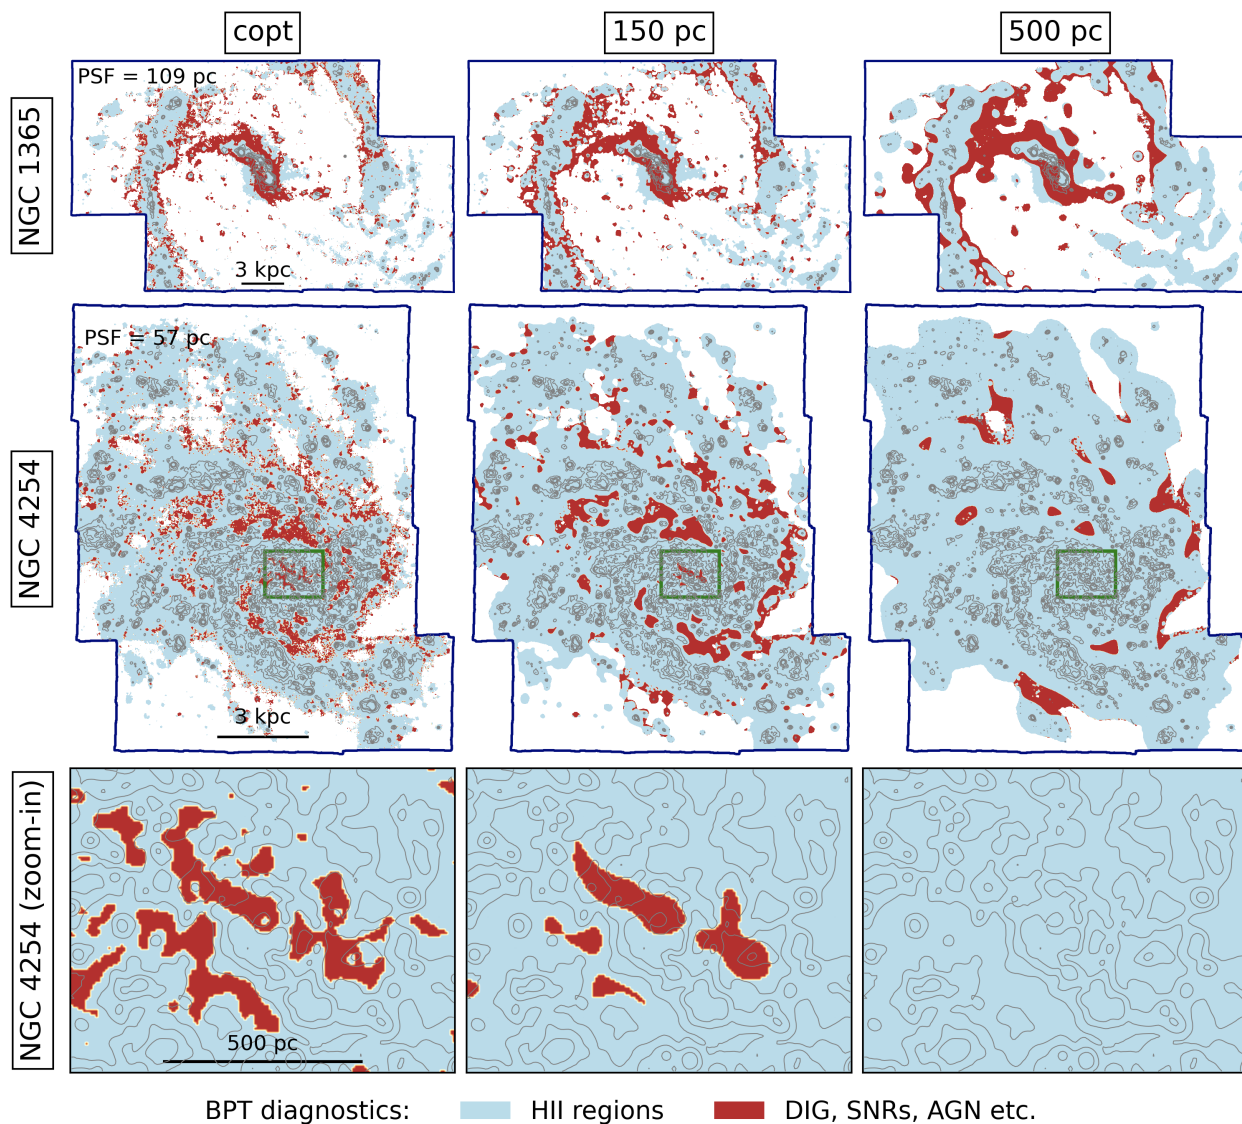 copt
150 pc
500 pc
NGC 1365
PSF = 109 pc
3 kpc
NGC 4254
PSF = 57 pc
3 kpc
NGC 4254 (zoom-in)
500 pc
BPT diagnostics: HII regions DIG, SNRs, AGN etc.